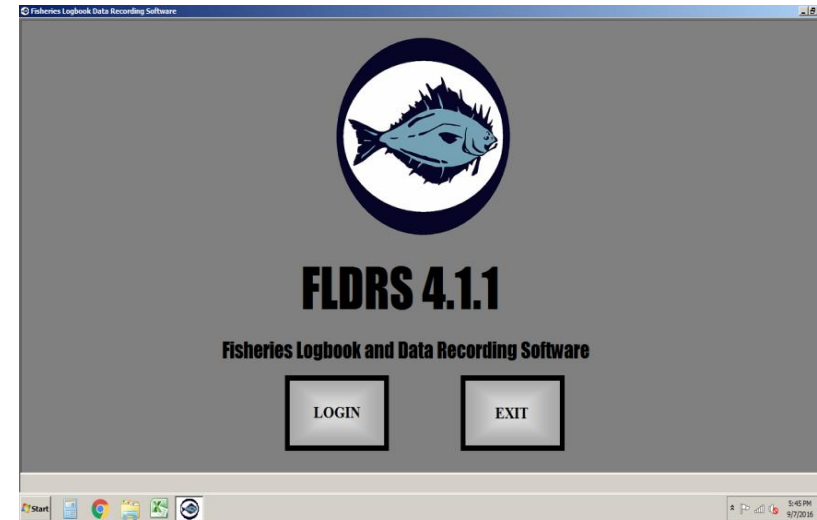 Fisheries Logbook Data Recording Software
FLDRS 4.1.1
Fisheries Logbook and Data Recording Software
LOGIN EXIT
Start
5:45 PM
9/7/2016